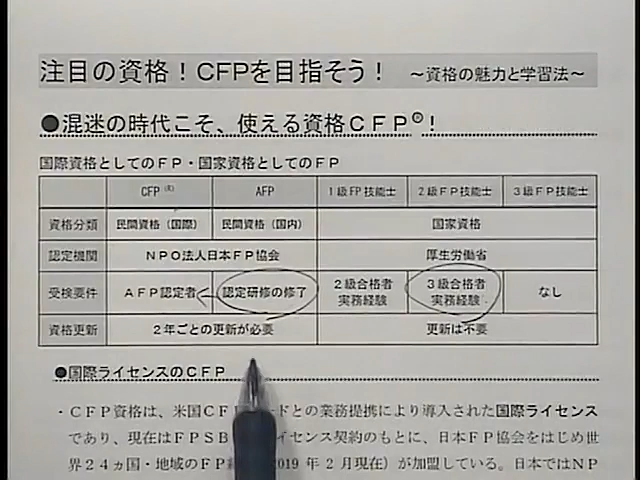 注目の資格！CFPを目指そう！　～資格の魅力と学習法～
●混迷の時代こそ、使える資格ＣＦＰ®！
国際資格としてのＦＰ・国家資格としてのＦＰ
CFP (R)　AFP　１級FP技能士　２級ＦＰ技能士　３級ＦＰ技能士
資格分類　民間資格（国際）　民間資格（国内）　国家資格
認定機関　ＮＰＯ法人日本ＦＰ協会　厚生労働省
受検要件　ＡＦＰ認定者　認定研修の修了　２級合格者　３級合格者　なし
実務経験　実務経験
資格更新　２年ごとの更新が必要　更新は不要
●国際ライセンスのＣＦＰ
・ＣＦＰ資格は、米国ＣＦ　ードとの業務提携により導入された国際ライセンス
であり、現在はＦＰＳＢ　イセンス契約のもとに、日本ＦＰ協会をはじめ世
界２４ヵ国・地域のＦＰ　2019 年 2 月現在）が加盟している。日本ではＮＰ